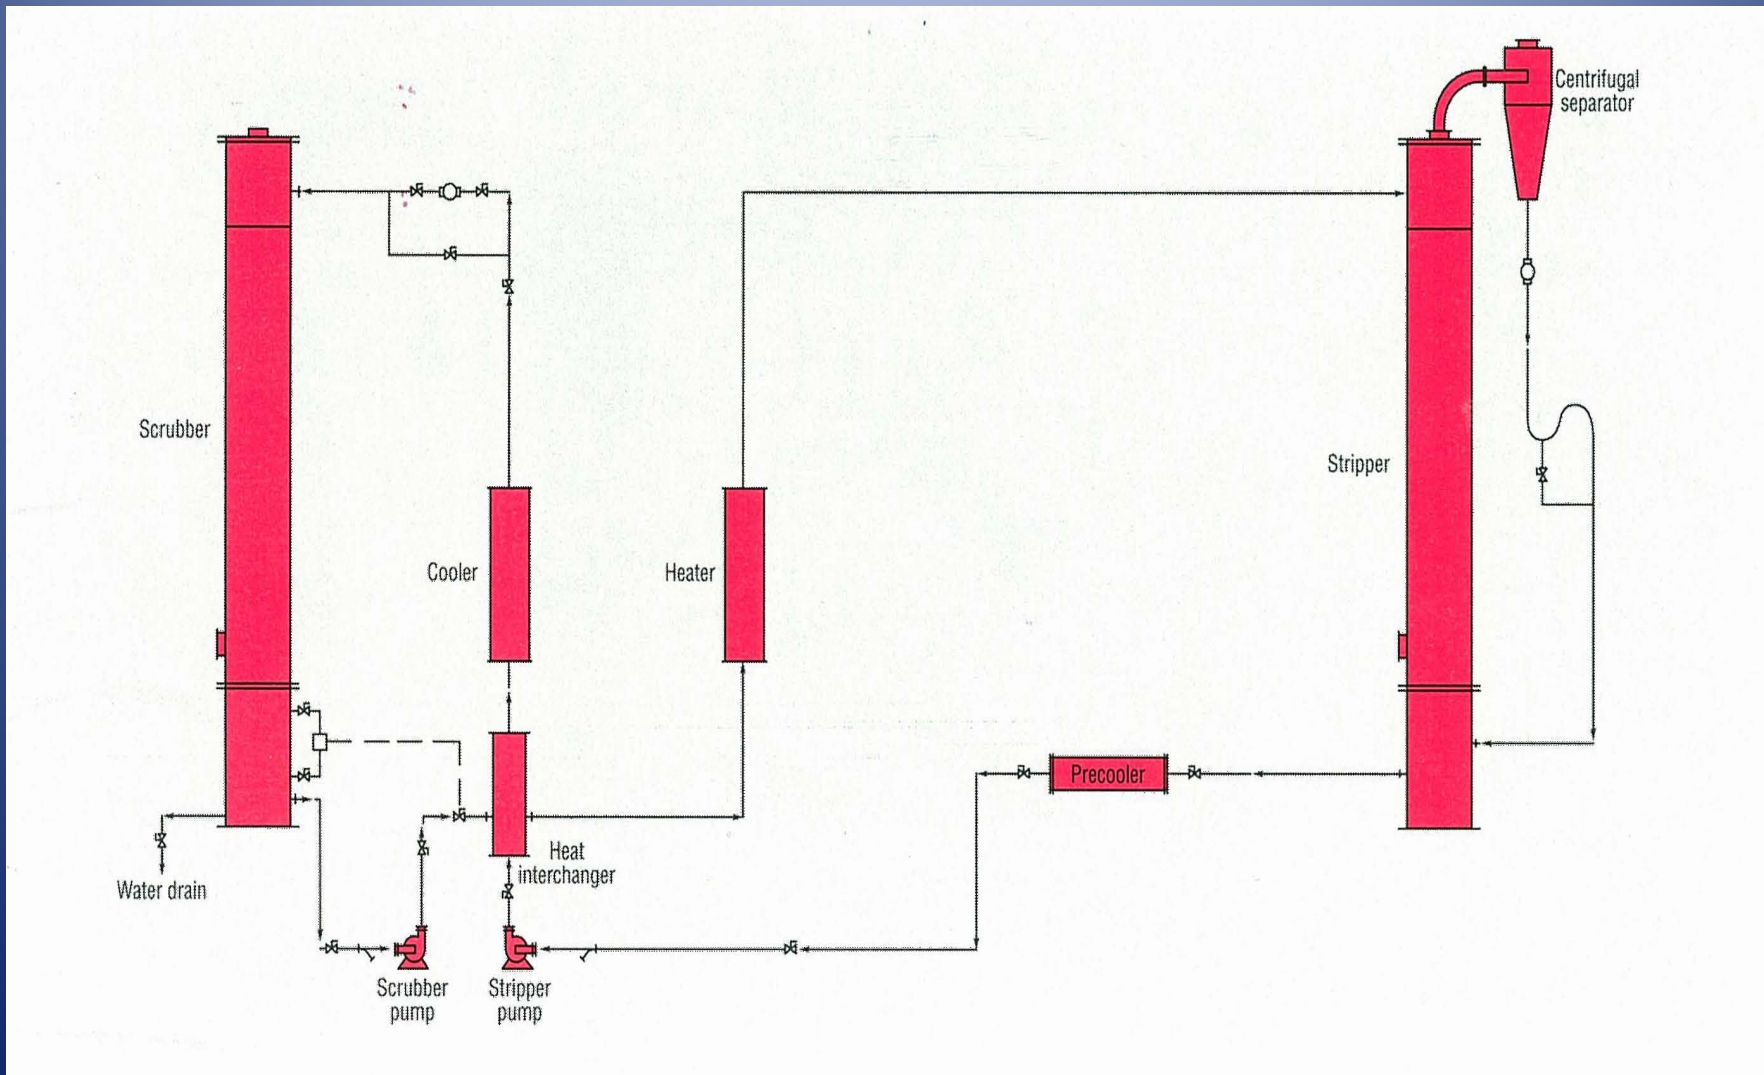 Centrifugal
separator
Scrubber
Stripper
Cooler
Heater
Precooler
Heat
interchanger
Water drain
Scrubber
pump
Stripper
pump